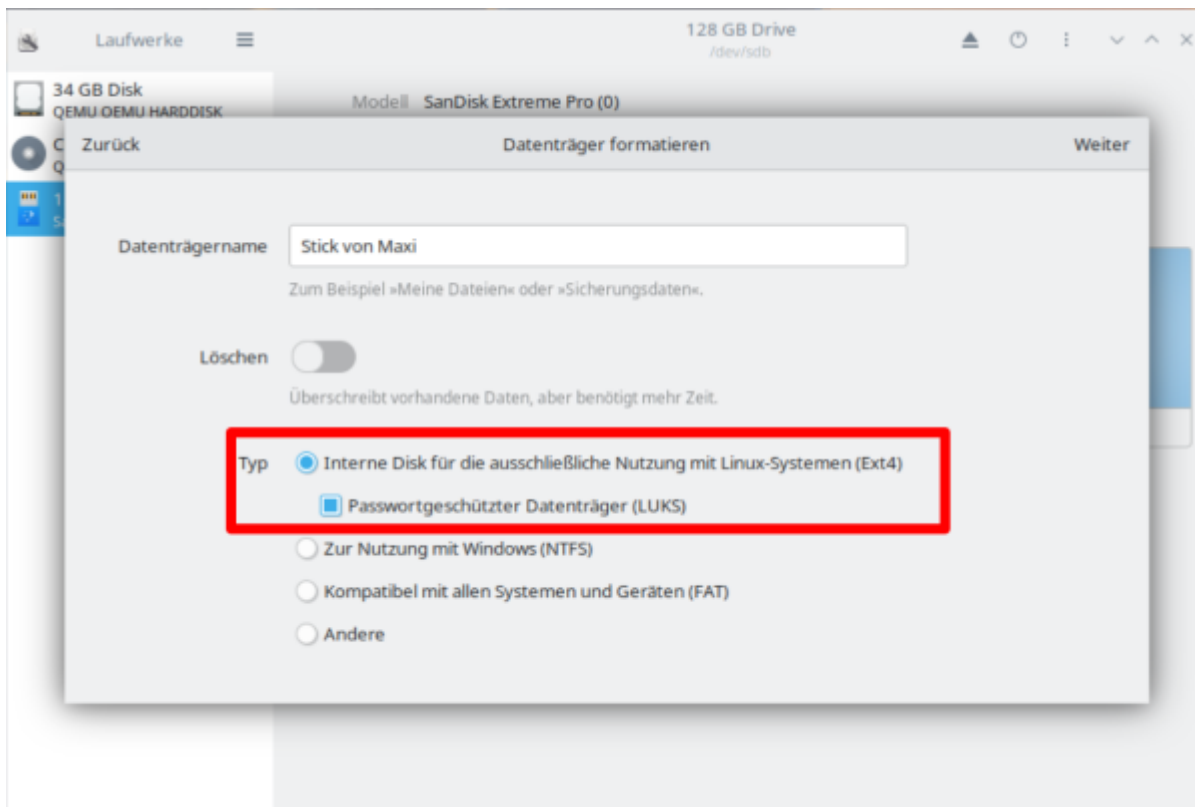 Laufwerke
128 GB Drive
/dev/sdb
34 GB Disk
QEMU QEMU HARDDISK
Modell SanDisk Extreme Pro (0)
Zurück
Datenträger formatieren
Weiter
Datenträgername
Stick von Maxi
Zum Beispiel »Meine Dateien« oder »Sicherungsdaten«.
Löschen
Überschreibt vorhandene Daten, aber benötigt mehr Zeit.
Typ
Interne Disk für die ausschließliche Nutzung mit Linux-Systemen (Ext4)
Passwortgeschützter Datenträger (LUKS)
Zur Nutzung mit Windows (NTFS)
Kompatibel mit allen Systemen und Geräten (FAT)
Andere